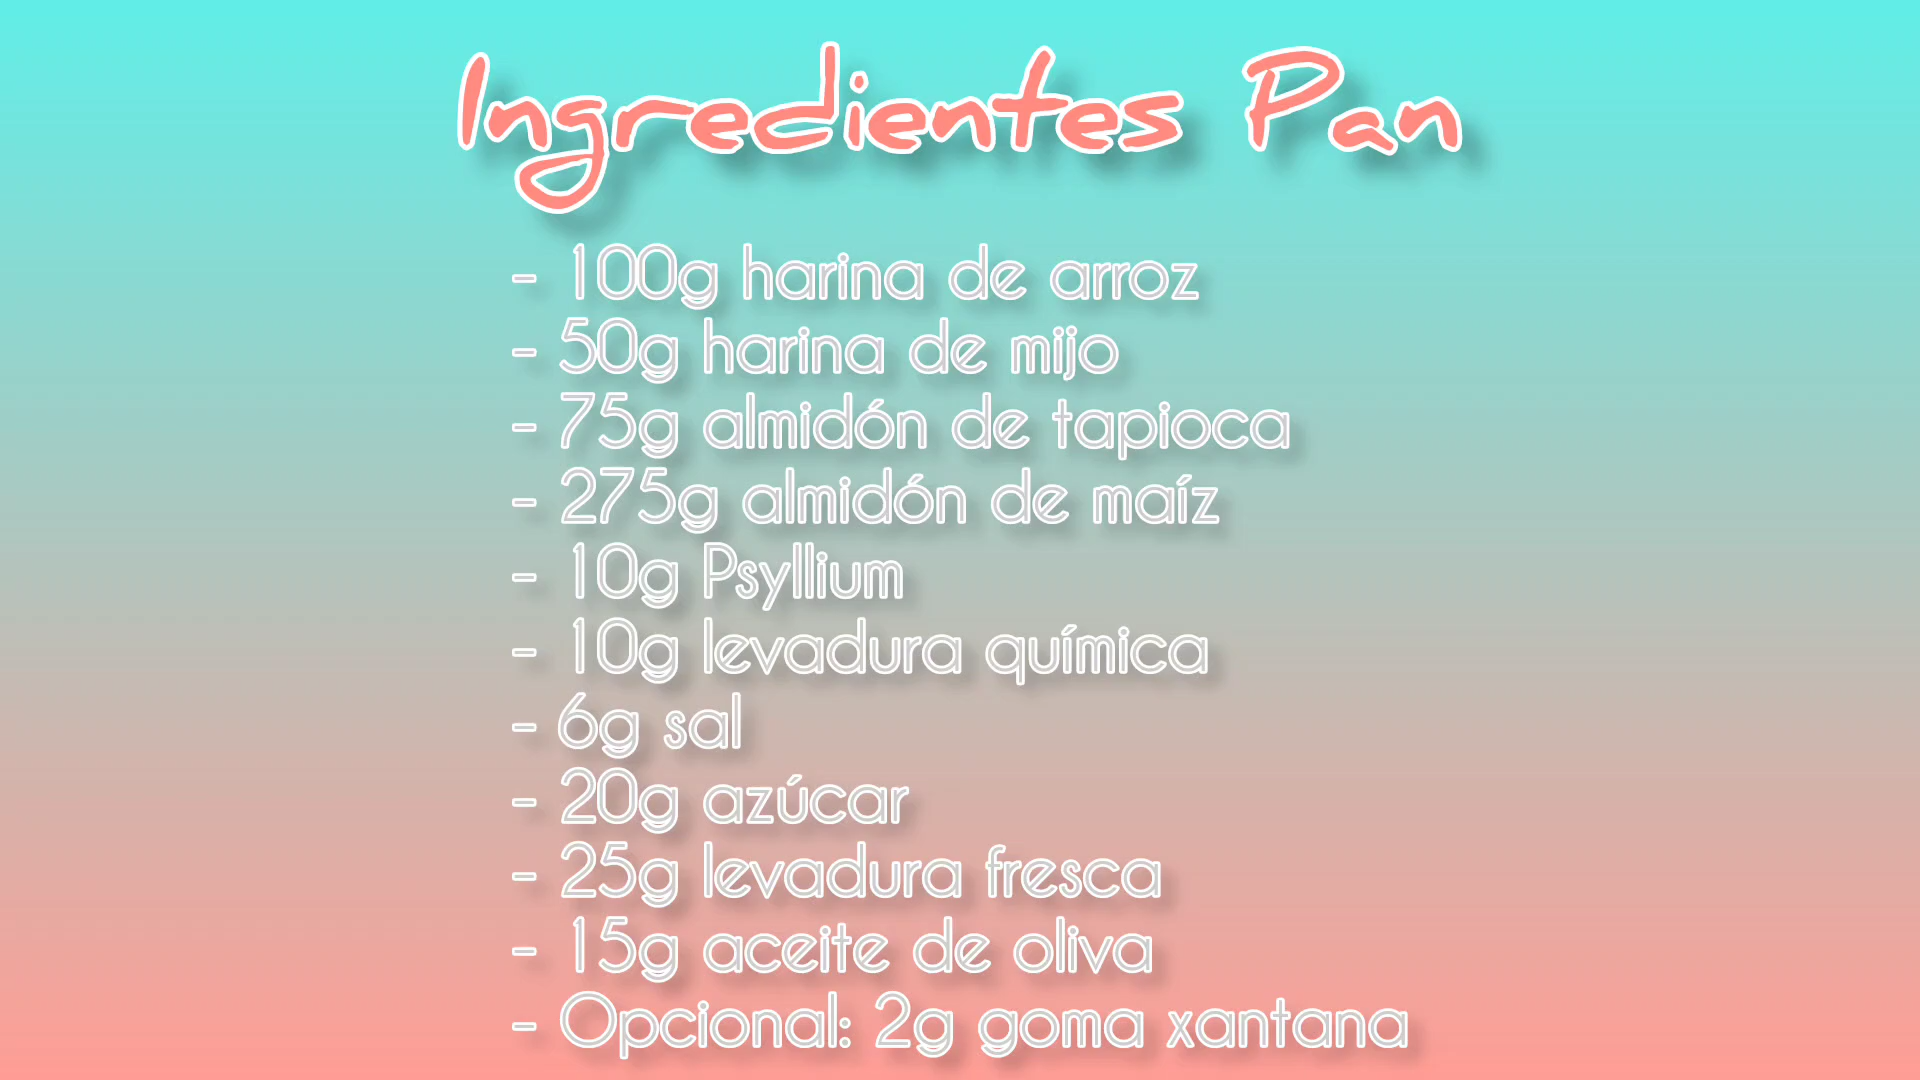 Ingredientes Pan
- 100g harina de arroz
- 50g harina de mijo
- 75g almidón de tapioca
- 275g almidón de maíz
- 10g Psyllium
- 10g levadura química
- 6g sal
- 20g azúcar
- 25g levadura fresca
- 15g aceite de oliva
- Opcional: 2g goma xantana